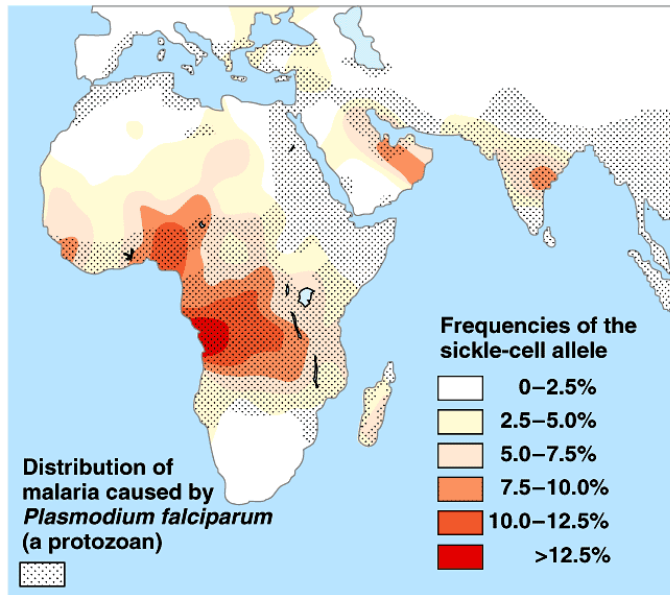 Frequencies of the
sickle-cell allele
0–2.5%
2.5–5.0%
5.0–7.5%
7.5–10.0%
10.0–12.5%
>12.5%
Distribution of
malaria caused by
Plasmodium falciparum
(a protozoan)